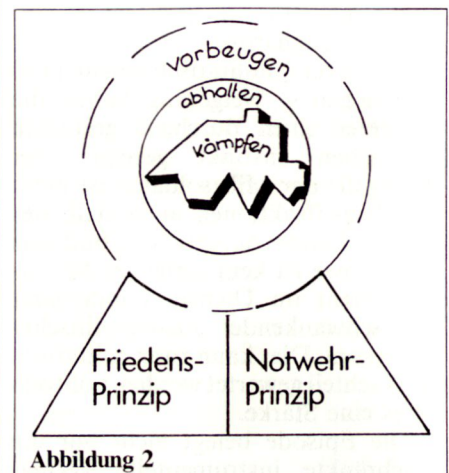 vorbeugen
abhalten
kämpfen
Friedens-
Prinzip
Notwehr-
Prinzip
Abbildung 2